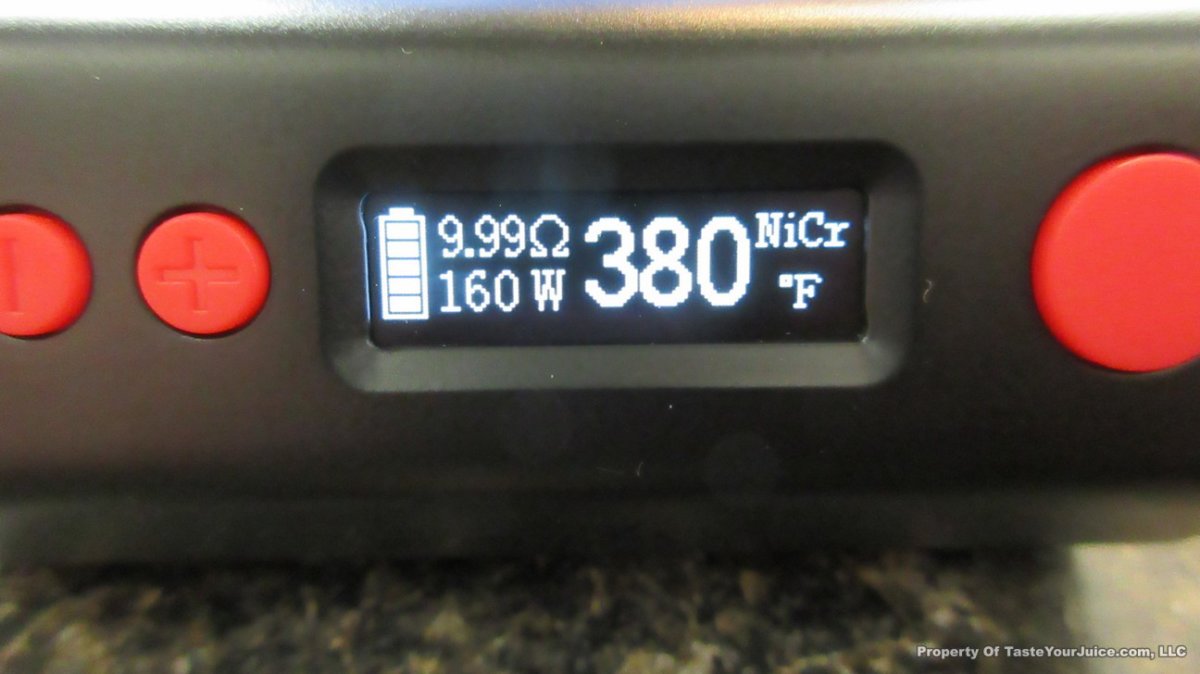 9.99Ω 380 NiCr
160 W °F
Property Of TasteYourJuice.com, LLC